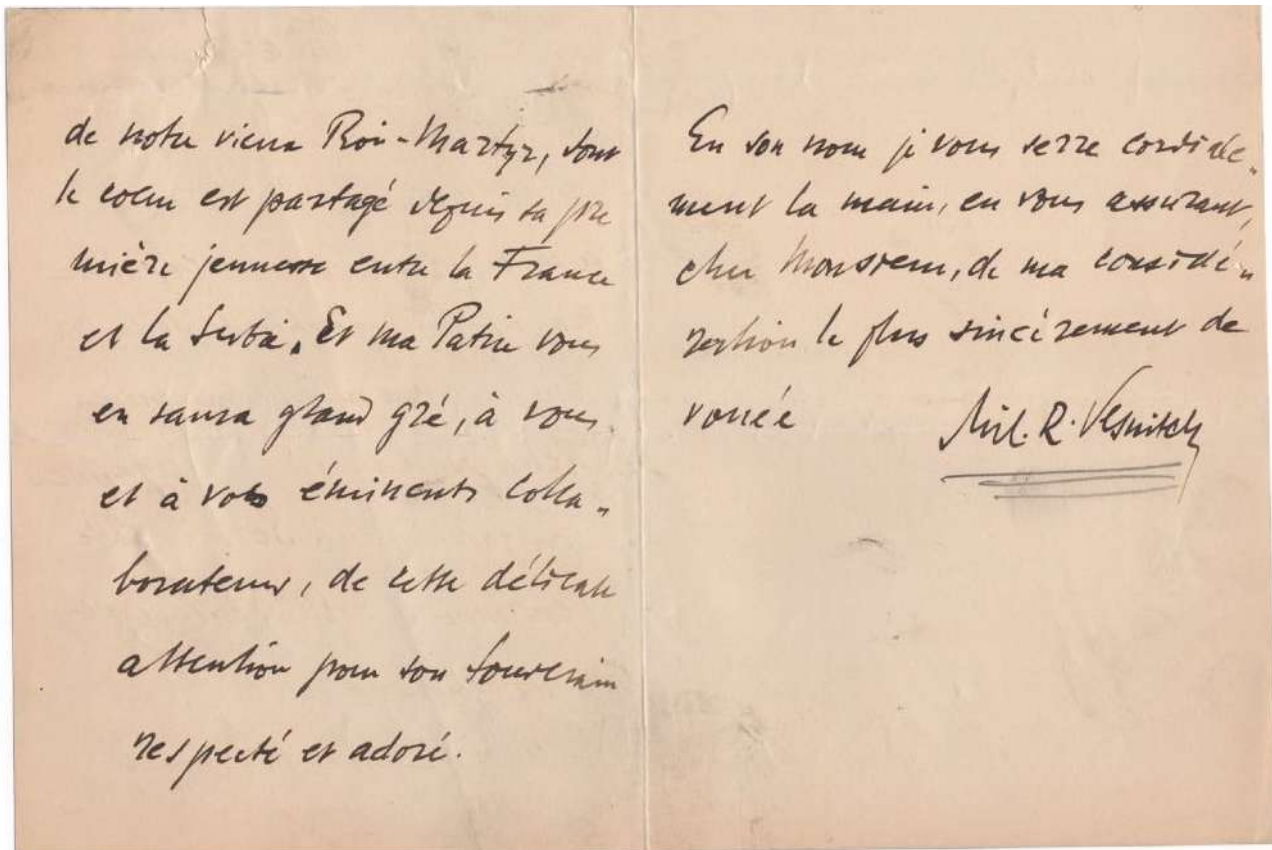 de notre vieux Roi-Martyr, dont
le coeur est partagé depuis sa pre
mière jeunesse entre la France
et la Serbie. Et ma Patrie vous
en saura grand gré, à vous
et à vos éminents colla-
borateurs, de cette délicate
attention pour son Souverain
respecté et adoré.
En son nom je vous serre cordiale-
ment la main, en vous assurant,
cher Monsieur, de ma considé-
ration la plus sincèrement dé
vouée
Mil. R. Vesnitch